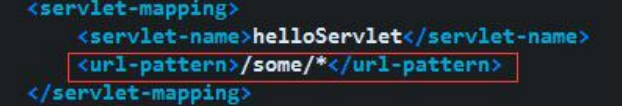 <servlet-mapping>
<servlet-name>helloServlet</servlet-name>
<url-pattern>/some/*</url-pattern>
</servlet-mapping>